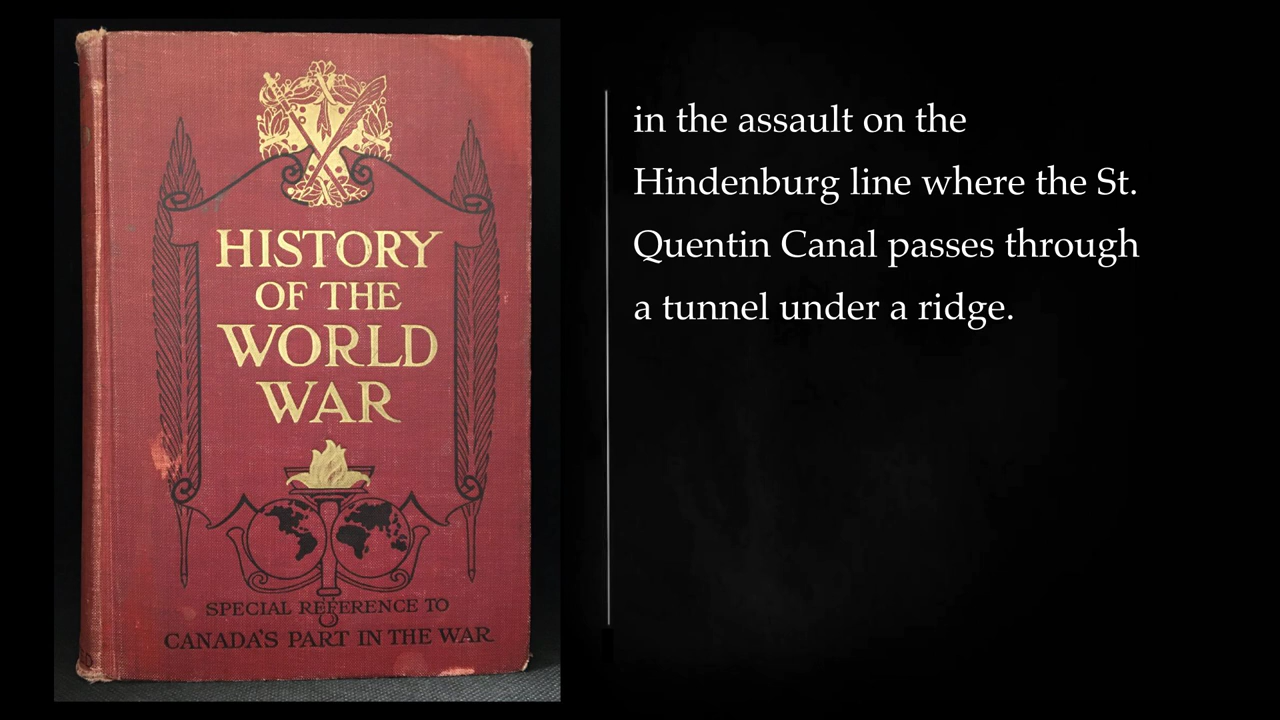 HISTORY
OF THE
WORLD
WAR
SPECIAL REFERENCE TO
CANADA'S PART IN THE WAR
in the assault on the
Hindenburg line where the St.
Quentin Canal passes through
a tunnel under a ridge.